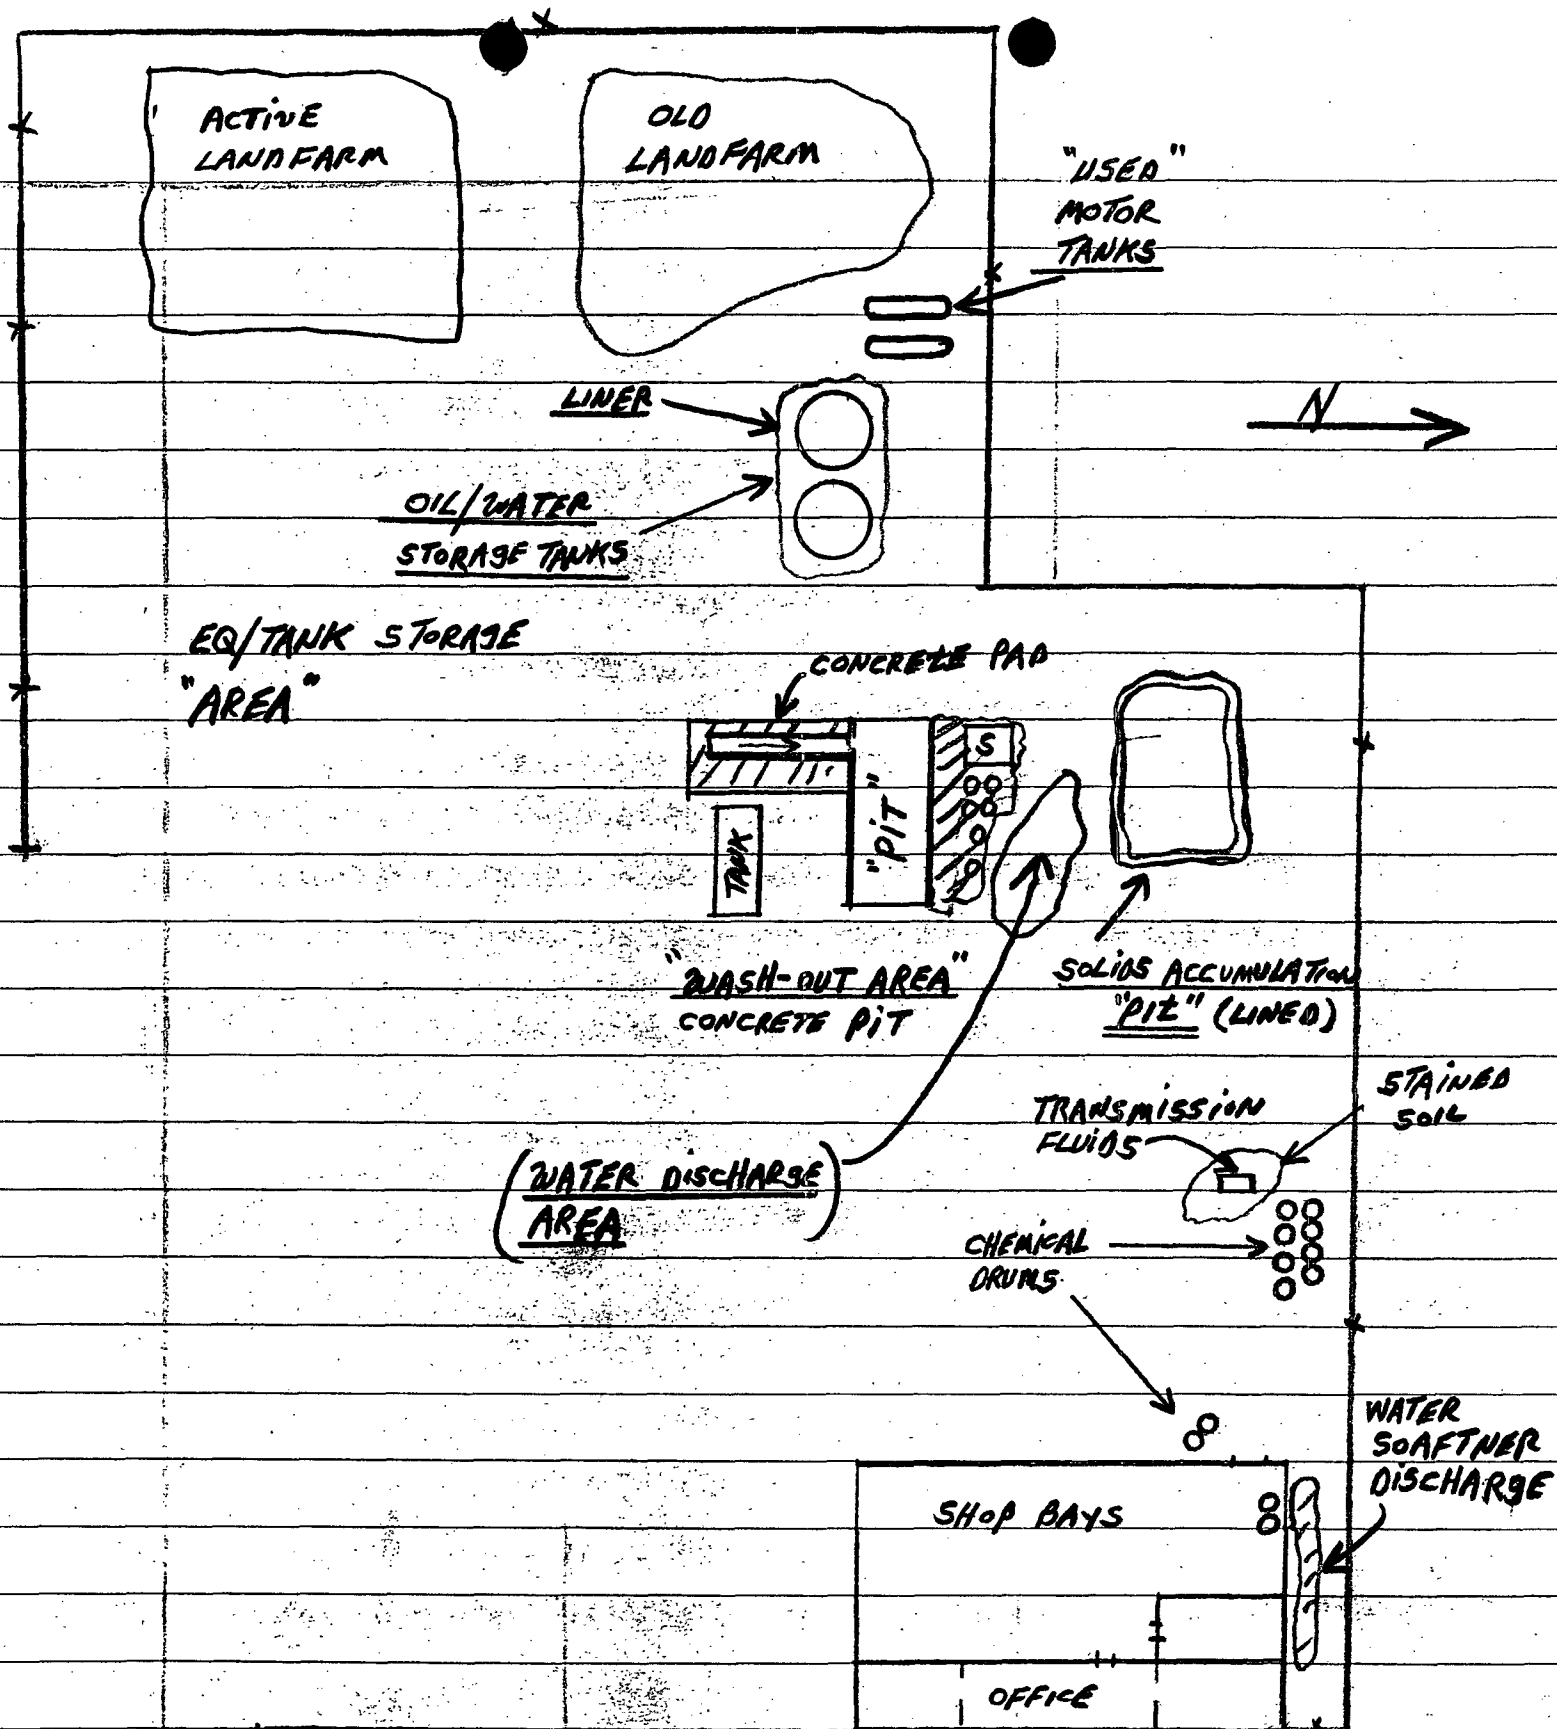 ACTIVE
LANDFARM
OLD
LANDFARM
"USED"
MOTOR
TANKS
LINER
N
OIL/WATER
STORAGE TANKS
EQ/TANK STORAGE
"AREA"
CONCRETE PAD
S
"PIT"
TANK
"WASH-OUT AREA"
CONCRETE PIT
SOLIDS ACCUMULATION
"PIT" (LINED)
STAINED
SOIL
TRANSMISSION
FLUIDS
(WATER DISCHARGE
AREA)
CHEMICAL
DRUMS
WATER
SOAFTNER
DISCHARGE
SHOP BAYS
OFFICE